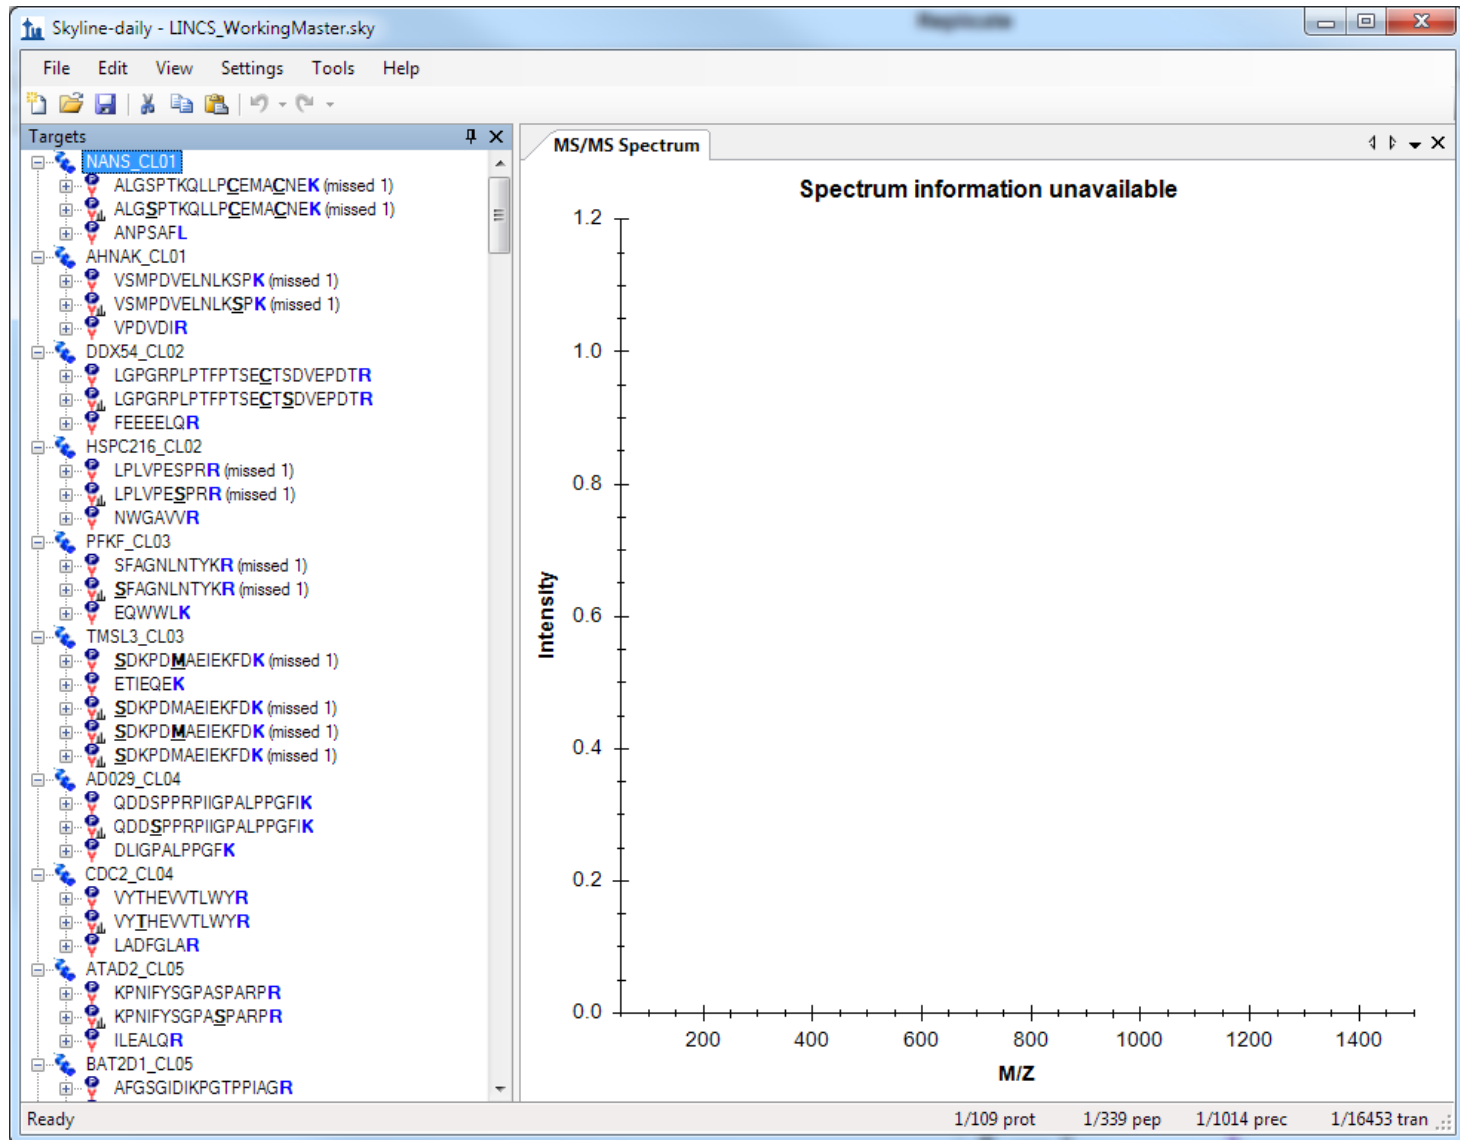 Replicate
Skyline-daily - LINCS_WorkingMaster.sky
File Edit View Settings Tools Help
Targets
NANS_CL01
ALGSPTKQLLPCEMACNEK (missed 1)
ALGSPTKQLLPCEMACNEK (missed 1)
ANPSAFL
AHNAK_CL01
VSMPDVELNLKSPK (missed 1)
VSMPDVELNLKSPK (missed 1)
VPDVDIR
DDX54_CL02
LGPGRPLPTFPTSECTSDVEPDTR
LGPGRPLPTFPTSECTSDVEPDTR
FEEEELQR
HSPC216_CL02
LPLVPESPRR (missed 1)
LPLVPESPRR (missed 1)
NWGAVVR
PFKF_CL03
SFAGNLNTYKR (missed 1)
SFAGNLNTYKR (missed 1)
EQWWLK
TMSL3_CL03
SDKPDMAEIEKFDK (missed 1)
ETIEQEK
SDKPDMAEIEKFDK (missed 1)
SDKPDMAEIEKFDK (missed 1)
SDKPDMAEIEKFDK (missed 1)
AD029_CL04
QDDSPPRPIIGPALPPGFIK
QDDSPPRPIIGPALPPGFIK
DLIGPALPPGFK
CDC2_CL04
VYTHEVVTLWYR
VYTHEVVTLWYR
LADFGLAR
ATAD2_CL05
KPNIFYSGPASPARPR
KPNIFYSGPASPARPR
ILEALQR
BAT2D1_CL05
AFGSGIDIKPGTPPIAGR
MS/MS Spectrum
Spectrum information unavailable
1.2
1.0
0.8
0.6
0.4
0.2
0.0
Intensity
200 400 600 800 1000 1200 1400
M/Z
Ready 1/109 prot 1/339 pep 1/1014 prec 1/16453 tran